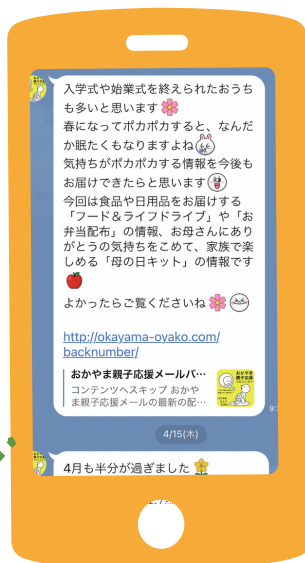 入学式や始業式を終えられたおうち
も多いと思います
春になってポカポカすると、なんだ
か眠たくもなりますよね
気持ちがポカポカする情報を今後も
お届けできたらと思います
今回は食品や日用品をお届けする
「フード＆ライフドライブ」や「お
弁当配布」の情報、お母さんにあり
がとうの気持ちをこめて、家族で楽
しめる「母の日キット」の情報です
よかったらご覧くださいね
http://okayama-oyako.com/
backnumber/
おかやま親子応援メールバ…
コンテンツへスキップ おかや
ま親子応援メールの最新の配…
おかやま
親子応援
4/15(木)
4月も半分が過ぎました